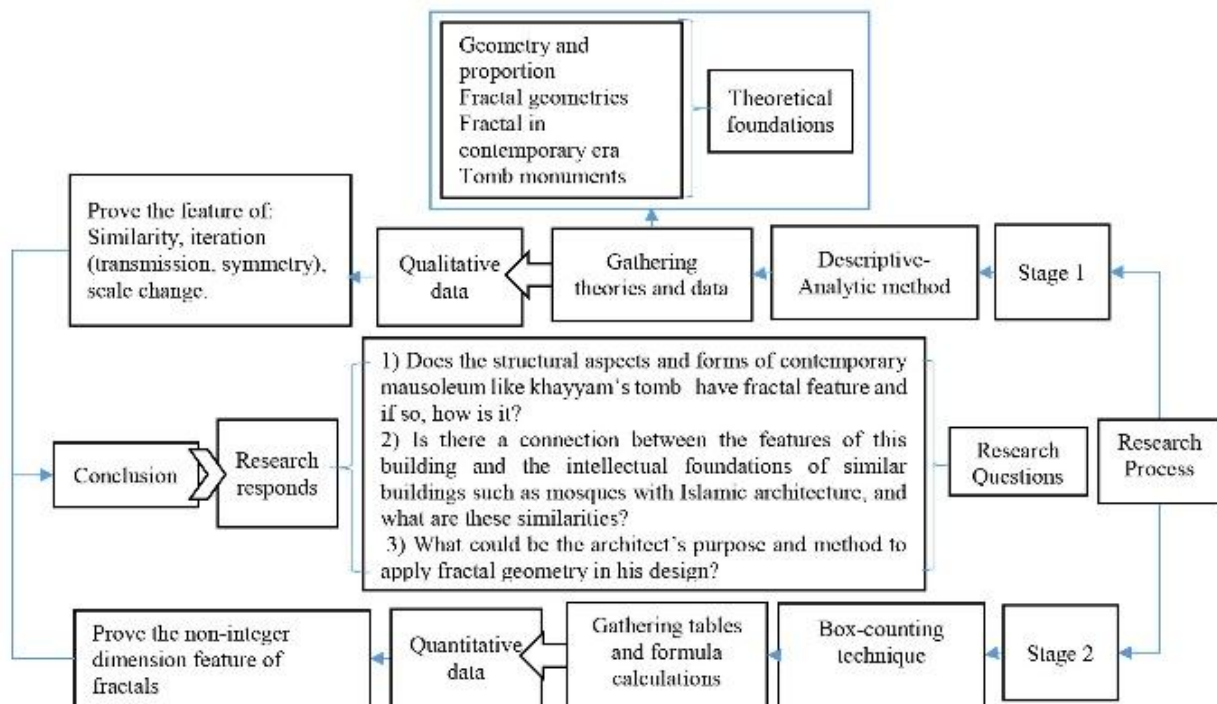 Geometry and
proportion
Fractal geometries
Fractal in
contemporary era
Tomb monuments
Theoretical
foundations
Prove the feature of:
Similarity, iteration
(transmission, symmetry),
scale change.
Qualitative
data
Gathering
theories and data
Descriptive-
Analytic method
Stage 1
Conclusion
Research
responds
1) Does the structural aspects and forms of contemporary
mausoleum like khayyam's tomb have fractal feature and
if so, how is it?
2) Is there a connection between the features of this
building and the intellectual foundations of similar
buildings such as mosques with Islamic architecture, and
what are these similarities?
3) What could be the architect's purpose and method to
apply fractal geometry in his design?
Research
Questions
Research
Process
Prove the non-integer
dimension feature of
fractals
Quantitative
data
Gathering tables
and formula
calculations
Box-counting
technique
Stage 2